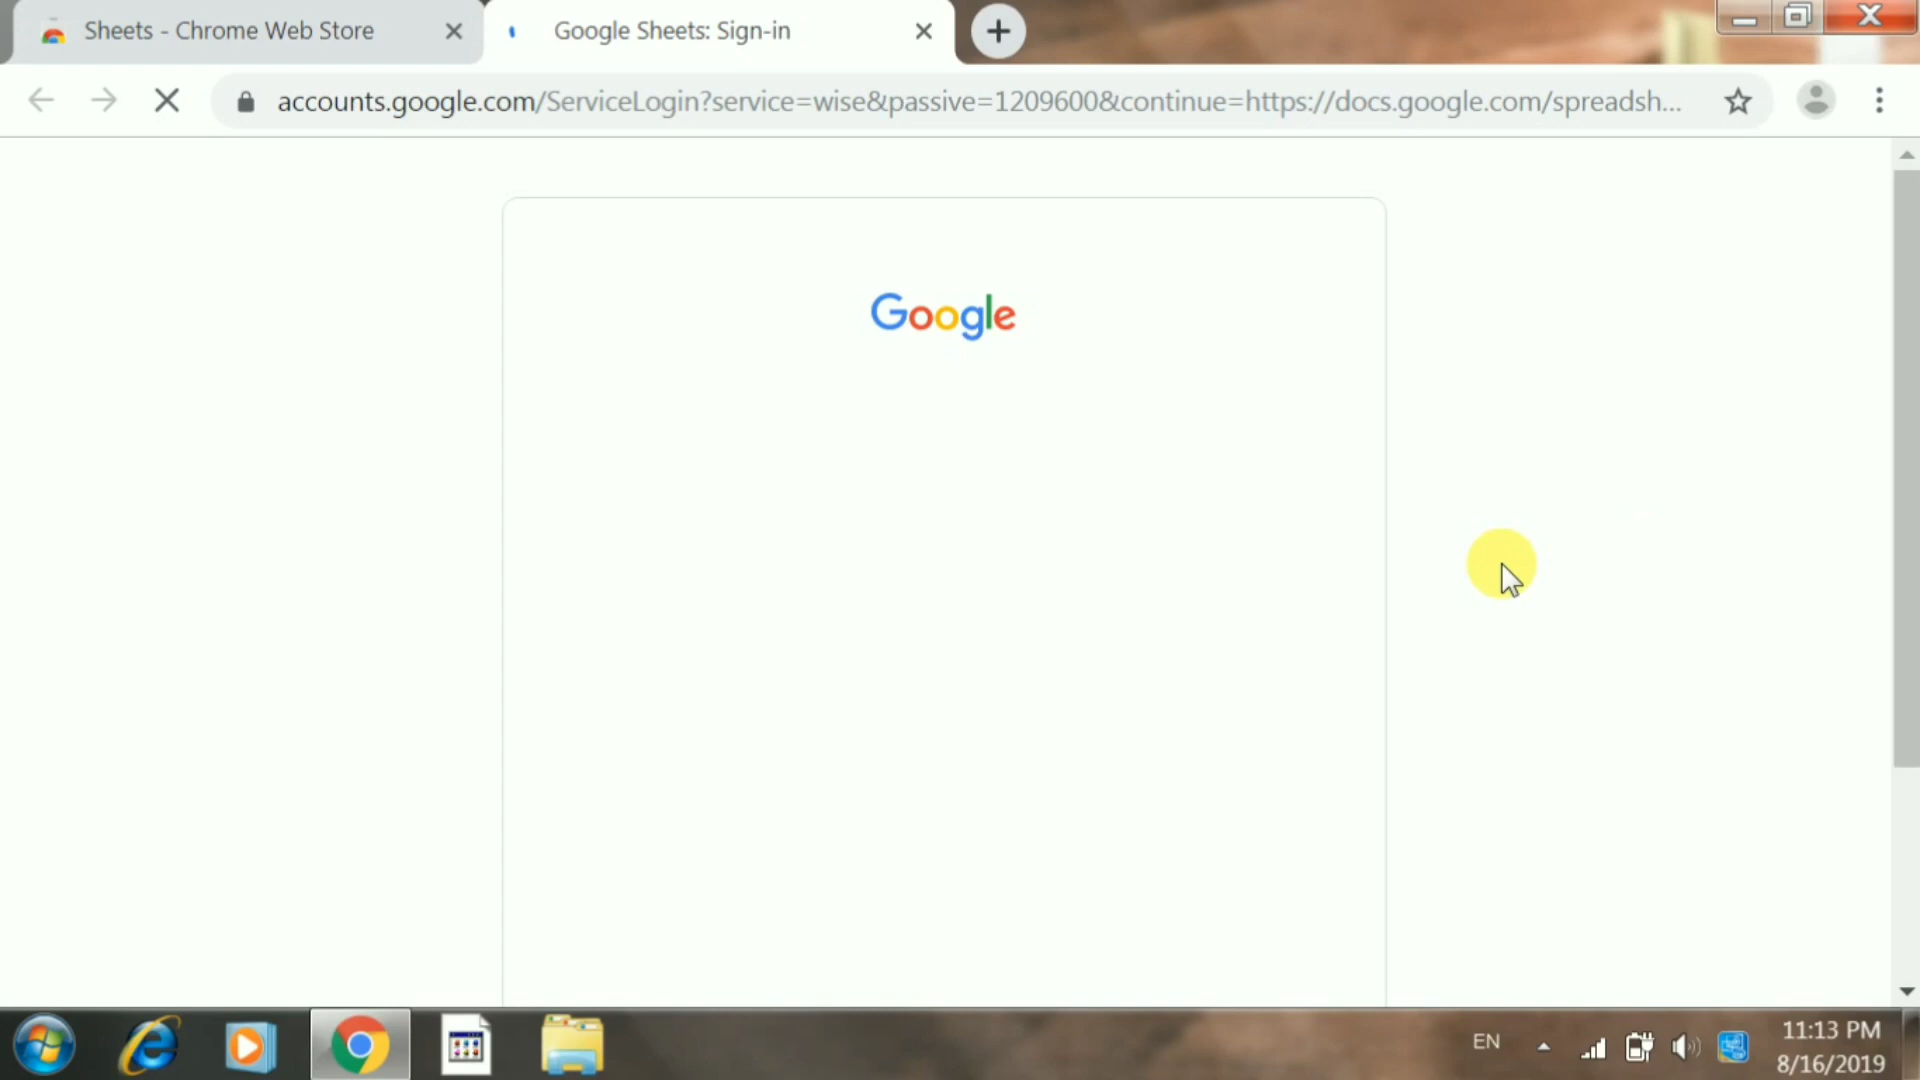 Sheets - Chrome Web Store
Google Sheets: Sign-in
accounts.google.com/ServiceLogin?service=wise&passive=1209600&continue=https://docs.google.com/spreadsh...
Google
EN
11:13 PM
8/16/2019